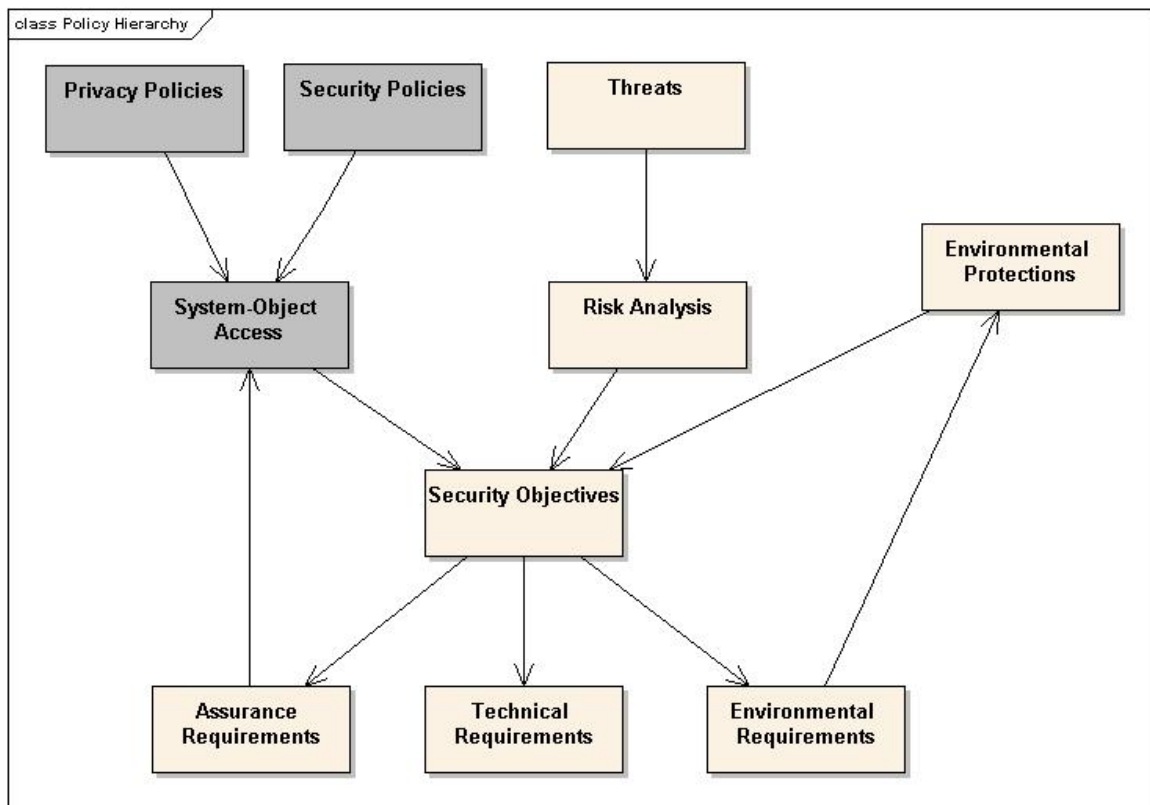 class Policy Hierarchy
Privacy Policies
Security Policies
Threats
Environmental
Protections
System-Object
Access
Risk Analysis
Security Objectives
Assurance
Requirements
Technical
Requirements
Environmental
Requirements